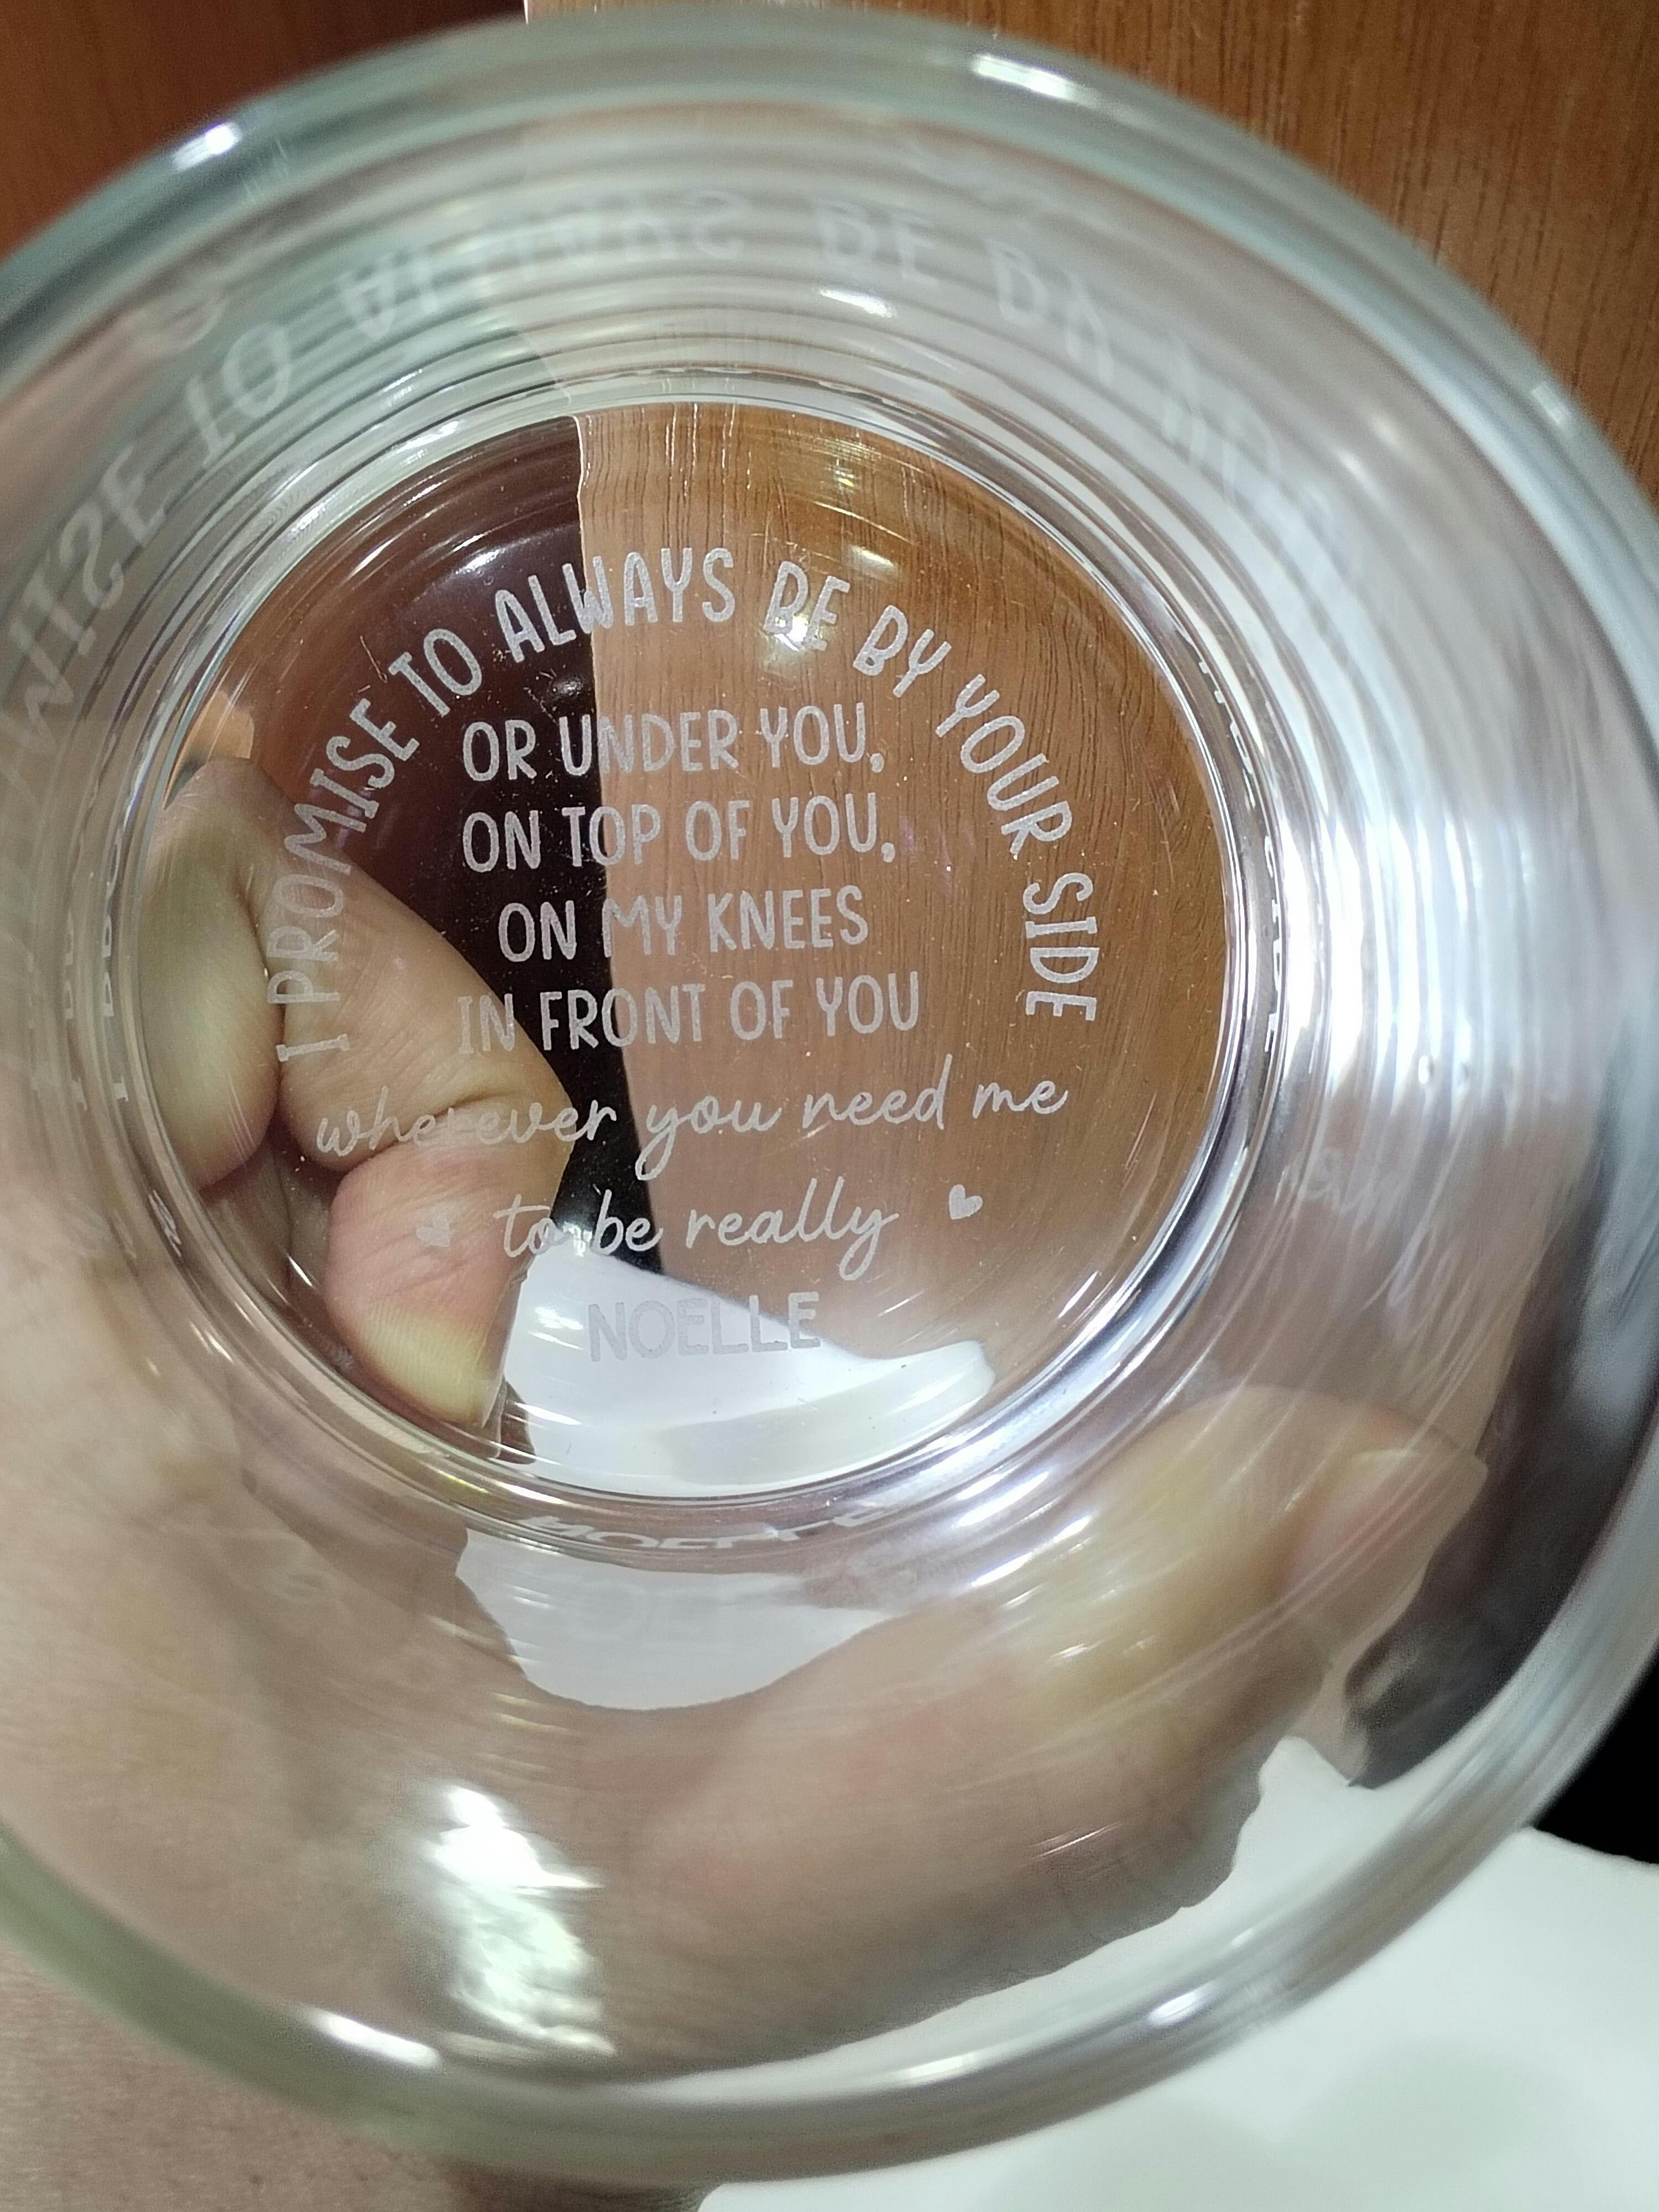 I PROMISE TO ALWAYS BE BY YOUR SIDE
OR UNDER YOU,
ON TOP OF YOU,
ON MY KNEES
IN FRONT OF YOU
wherever you need me
to be really
NOELLE